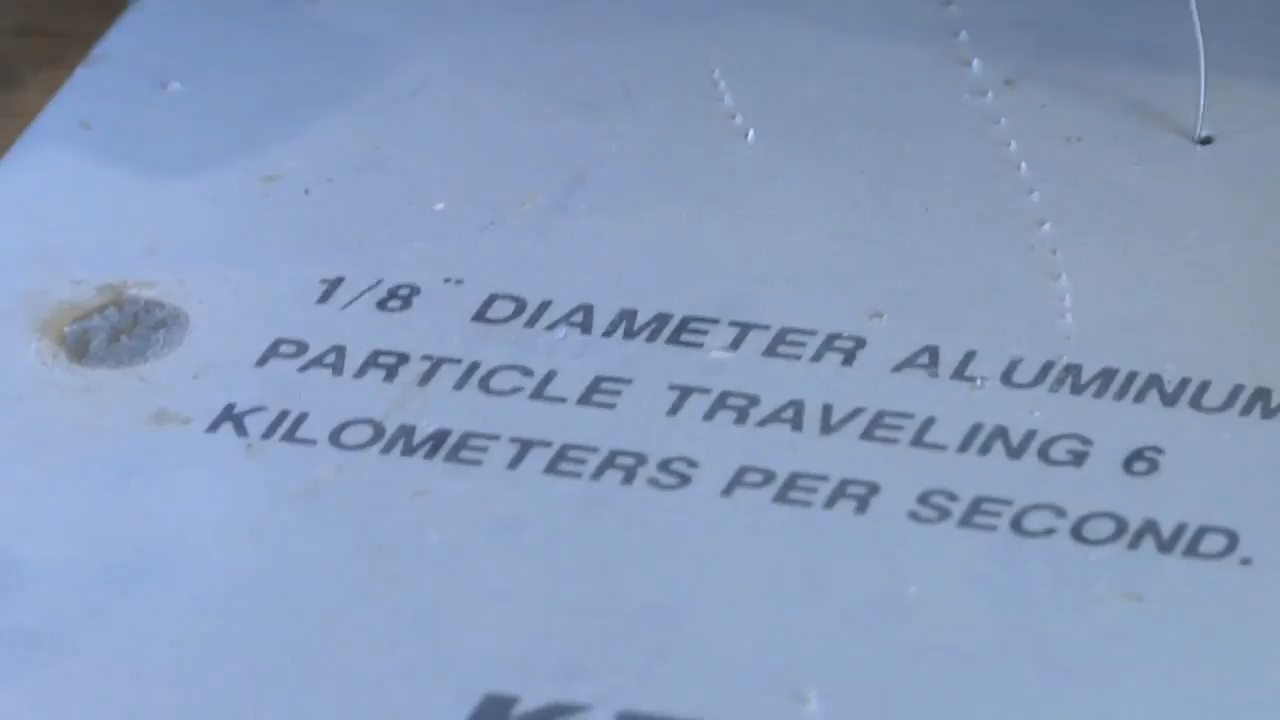 1/8" DIAMETER ALUMINUM
PARTICLE TRAVELING 6
KILOMETERS PER SECOND.